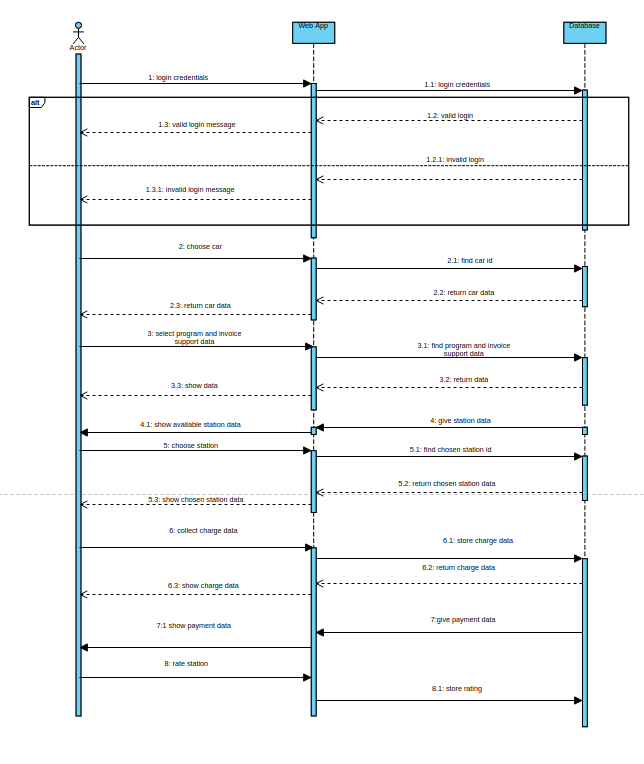 Web App
Database
Actor
1: login credentials
1.1: login credentials
alt
1.2: valid login
1.3: valid login message
1.2.1: invalid login
1.3.1: invalid login message
2: choose car
2.1: find car id
2.2: return car data
2.3: return car data
3: select program and invoice
support data
3.1: find program and invoice
support data
3.2: return data
3.3: show data
4: give station data
4.1: show available station data
5: choose station
5.1: find chosen station id
5.2: return chosen station data
5.3: show chosen station data
6: collect charge data
6.1: store charge data
6.2: return charge data
6.3: show charge data
7:give payment data
7:1 show payment data
8: rate station
8.1: store rating